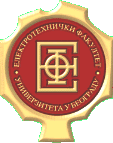 ЕЛЕКТРОТЕХНИЧКИ ФАКУЛТЕТ
УНИВЕРЗИТЕТА У БЕОГРАДУ